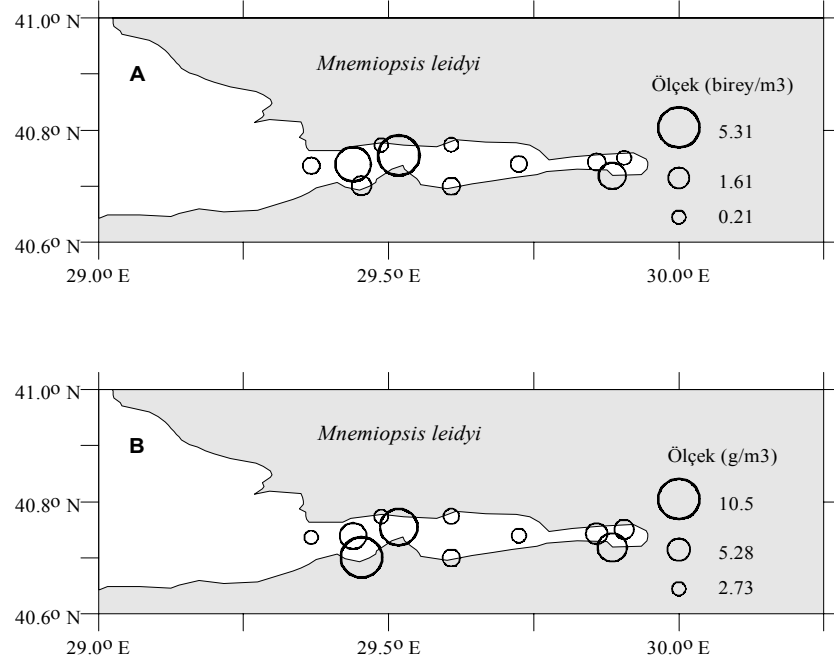 41.0º N
Mnemiopsis leidyi
A
Ölçek (birey/m3)
40.8º N
5.31
1.61
0.21
40.6º N
29.0º E
29.5º E
30.0º E
41.0º N
Mnemiopsis leidyi
B
Ölçek (g/m3)
40.8º N
10.5
5.28
2.73
40.6º N
29.0º E
29.5º E
30.0º E